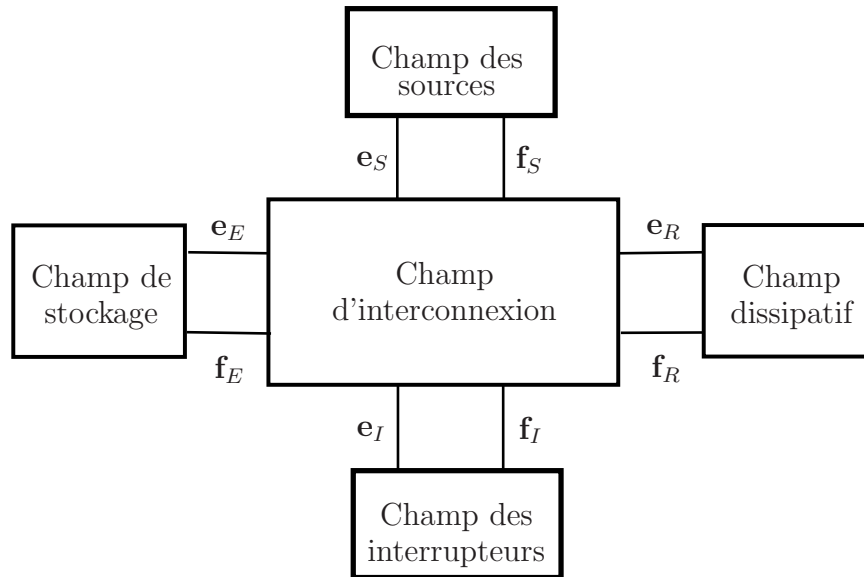 Champ des
sources
e_S
f_S
e_E
e_R
Champ de
stockage
Champ
d'interconnexion
Champ
dissipatif
f_E
f_R
e_I
f_I
Champ des
interrupteurs